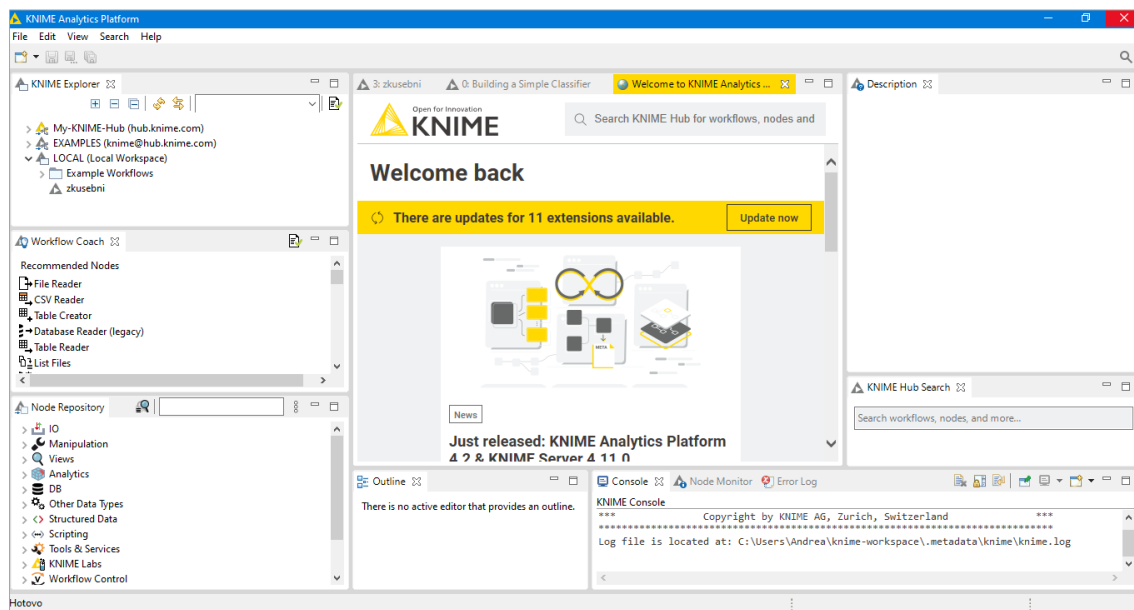 KNIME Analytics Platform
File Edit View Search Help
KNIME Explorer
My-KNIME-Hub (hub.knime.com)
EXAMPLES (knime@hub.knime.com)
LOCAL (Local Workspace)
Example Workflows
zkusebni
Workflow Coach
Recommended Nodes
File Reader
CSV Reader
Table Creator
Database Reader (legacy)
Table Reader
List Files
Node Repository
IO
Manipulation
Views
Analytics
DB
Other Data Types
Structured Data
Scripting
Tools & Services
KNIME Labs
Workflow Control
3: zkusebni
0: Building a Simple Classifier
Welcome to KNIME Analytics ...
Open for Innovation
KNIME
Search KNIME Hub for workflows, nodes and
Welcome back
There are updates for 11 extensions available.
Update now
META
News
Just released: KNIME Analytics Platform
4.2 & KNIME Server 4.11.0
Description
KNIME Hub Search
Search workflows, nodes, and more...
Outline
There is no active editor that provides an outline.
Console
Node Monitor
Error Log
KNIME Console
*** Copyright by KNIME AG, Zurich, Switzerland ***
Log file is located at: C:\Users\Andrea\knime-workspace\.metadata\knime\knime.log
Hotovo